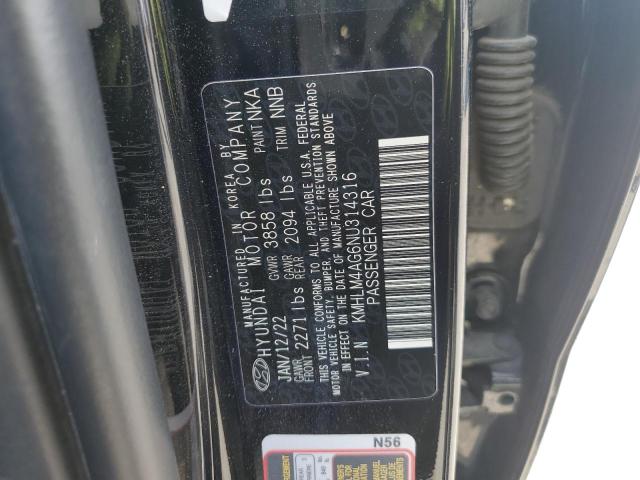 MANUFACTURED IN KOREA BY
HYUNDAI MOTOR COMPANY
JAN/12/22 GVWR 3858 lbs PAINT NKA
GAWR FRONT 2271 lbs GAWR REAR 2094 lbs TRIM NNB
THIS VEHICLE CONFORMS TO ALL APPLICABLE U.S.A. FEDERAL
MOTOR VEHICLE SAFETY, BUMPER, AND THEFT PREVENTION STANDARDS
IN EFFECT ON THE DATE OF MANUFACTURE SHOWN ABOVE
V.I.N KMHLM4AG6NU314316
PASSENGER CAR
N56